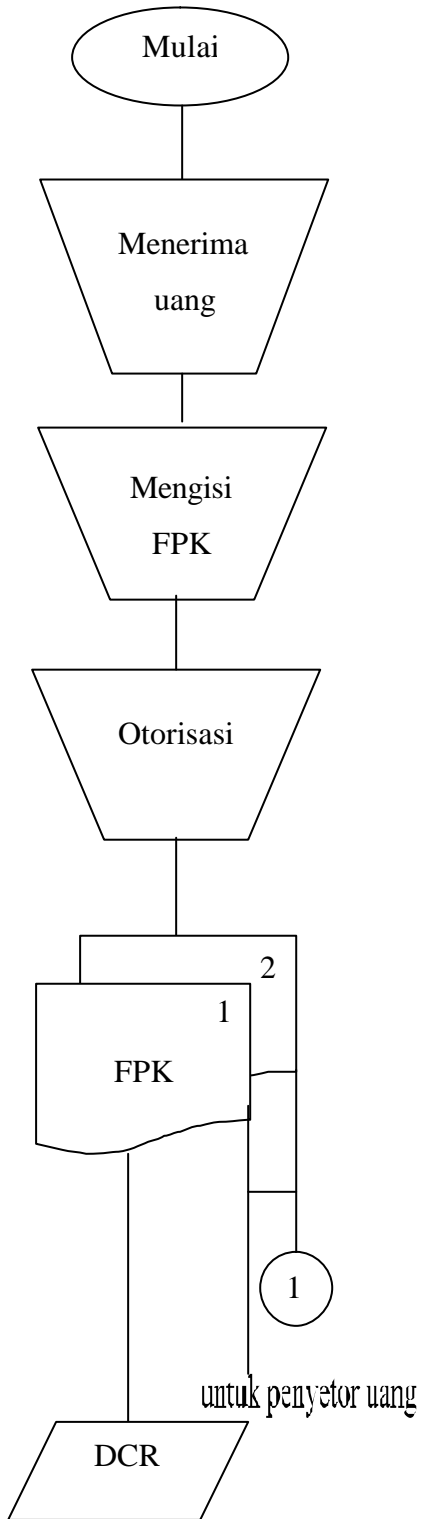 Mulai
Menerima
uang
Mengisi
FPK
Otorisasi
2
1
FPK
1
untuk penyetor uang
DCR